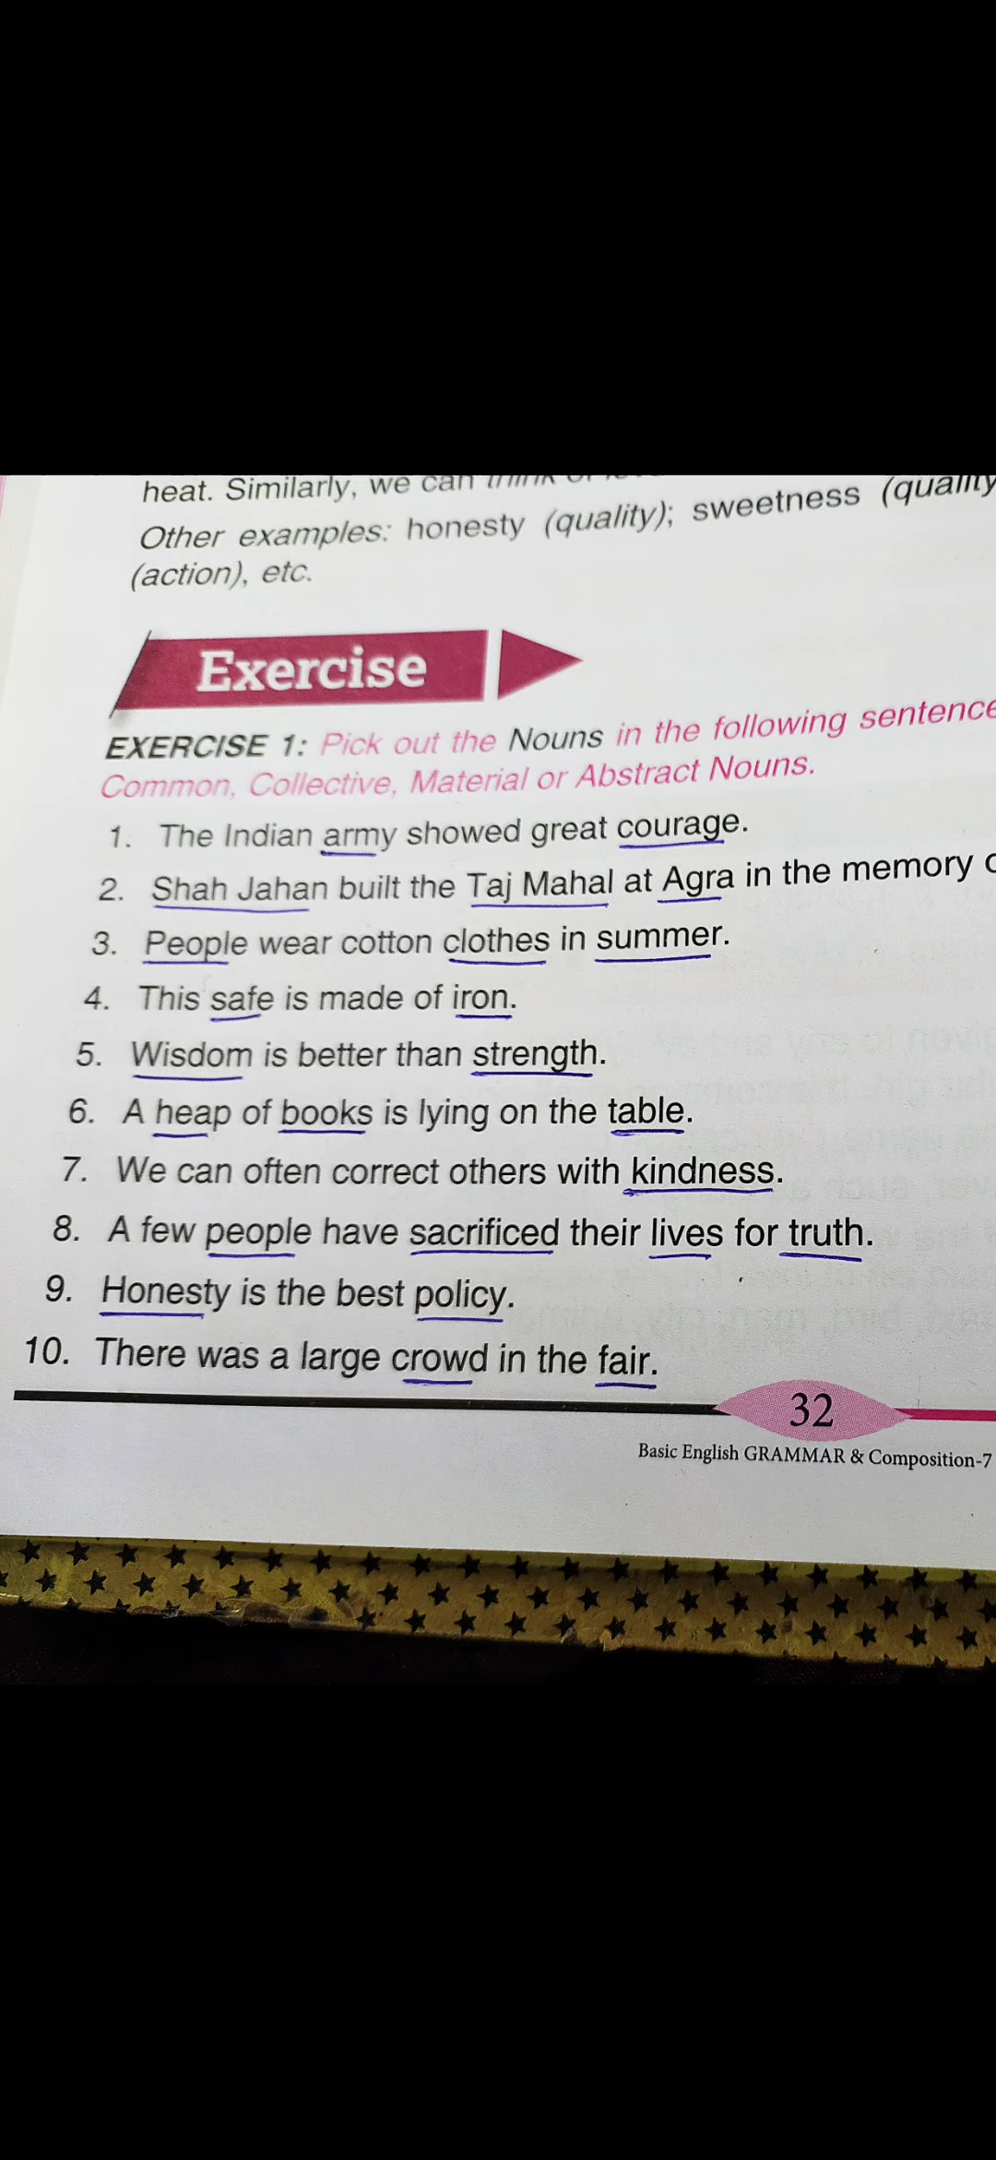 heat. Similarly, we can think of
Other examples: honesty (quality); sweetness (quality
(action), etc.
Exercise
EXERCISE 1: Pick out the Nouns in the following sentence
Common, Collective, Material or Abstract Nouns.
1. The Indian army showed great courage.
2. Shah Jahan built the Taj Mahal at Agra in the memory
3. People wear cotton clothes in summer.
4. This safe is made of iron.
5. Wisdom is better than strength.
6. A heap of books is lying on the table.
7. We can often correct others with kindness.
8. A few people have sacrificed their lives for truth.
9. Honesty is the best policy.
10. There was a large crowd in the fair.
32
Basic English GRAMMAR & Composition-7